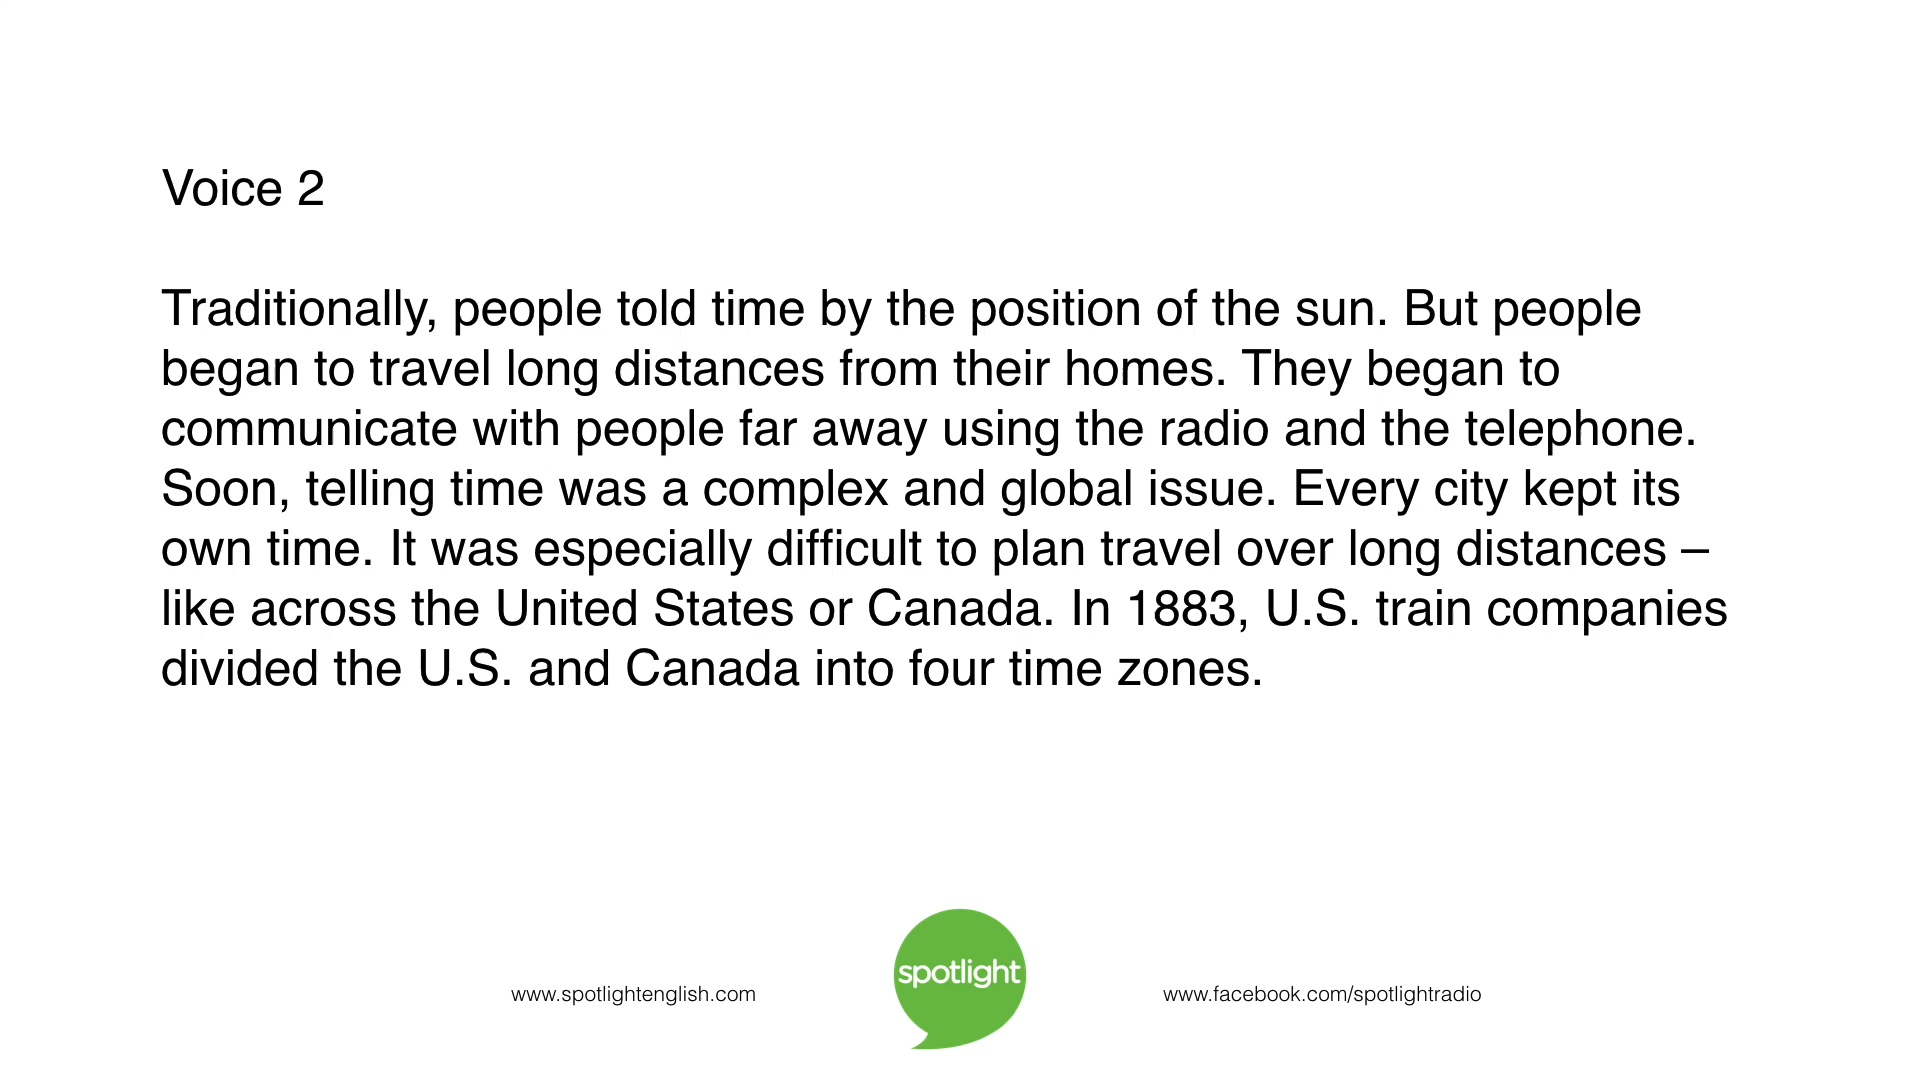 Voice 2
Traditionally, people told time by the position of the sun. But people
began to travel long distances from their homes. They began to
communicate with people far away using the radio and the telephone.
Soon, telling time was a complex and global issue. Every city kept its
own time. It was especially difficult to plan travel over long distances –
like across the United States or Canada. In 1883, U.S. train companies
divided the U.S. and Canada into four time zones.
www.spotlightenglish.com
spotlight
www.facebook.com/spotlightradio